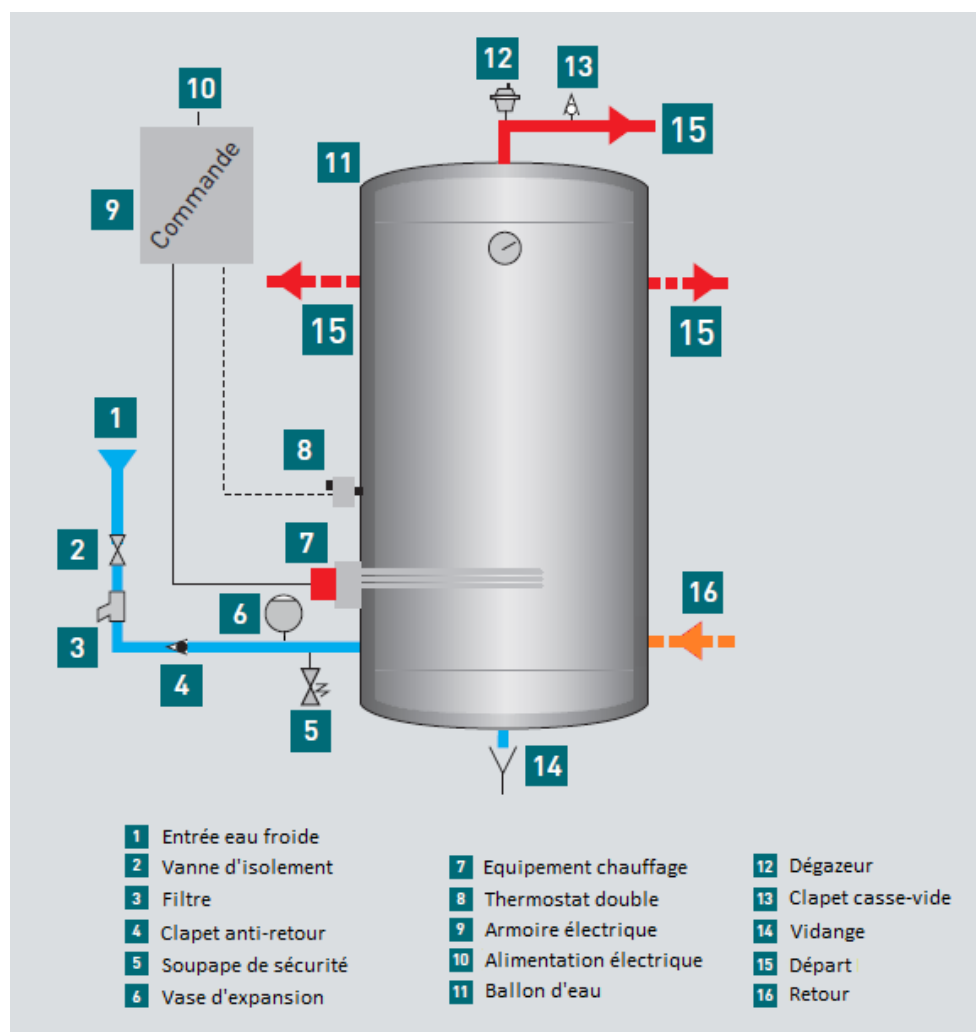 12
13
10
15
11
Commande
9
15
15
1
8
2
7
16
6
3
4
5
14
1 Entrée eau froide
2 Vanne d'isolement
3 Filtre
4 Clapet anti-retour
5 Soupape de sécurité
6 Vase d'expansion
7 Equipement chauffage
8 Thermostat double
9 Armoire électrique
10 Alimentation électrique
11 Ballon d'eau
12 Dégazeur
13 Clapet casse-vide
14 Vidange
15 Départ
16 Retour